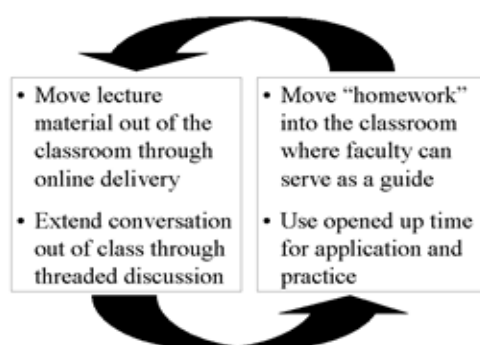 • Move lecture
material out of the
classroom through
online delivery
• Extend conversation
out of class through
threaded discussion
• Move “homework”
into the classroom
where faculty can
serve as a guide
• Use opened up time
for application and
practice